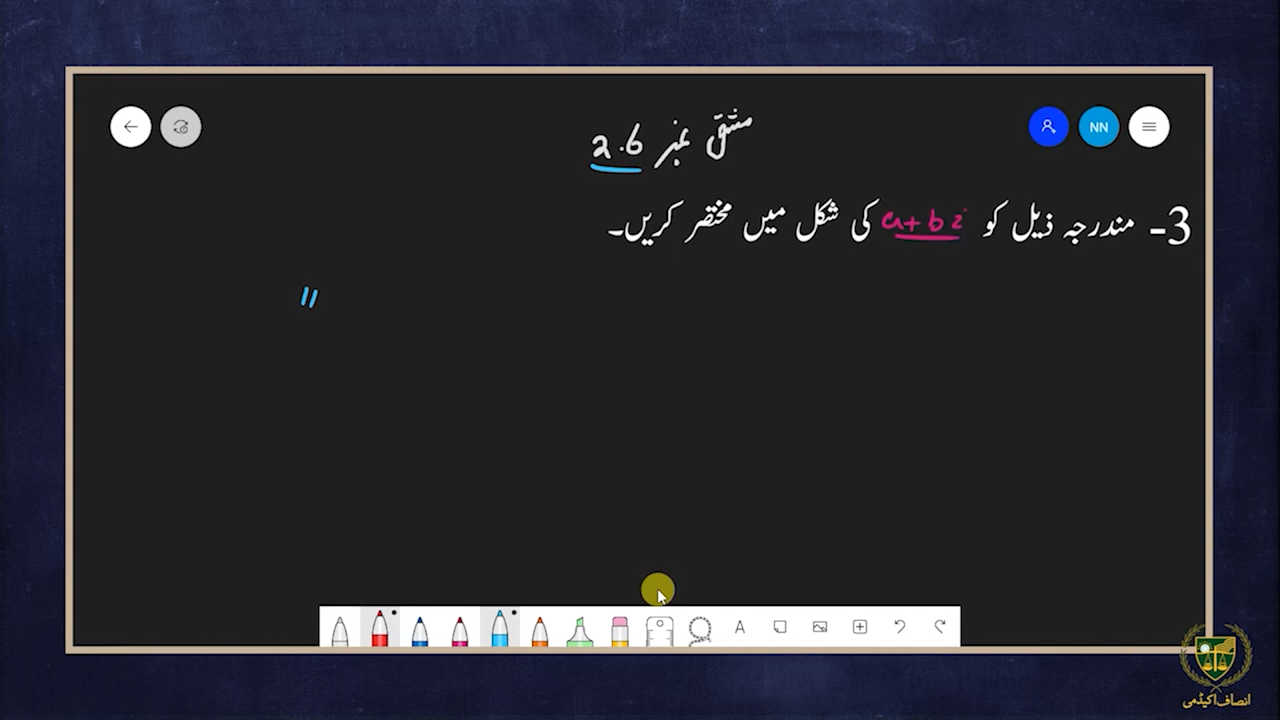 مشق نمبر 2.6
NN
3- مندرجہ ذیل کو a+bi کی شکل میں مختصر کریں۔
"
A
انصاف اکیڈمی